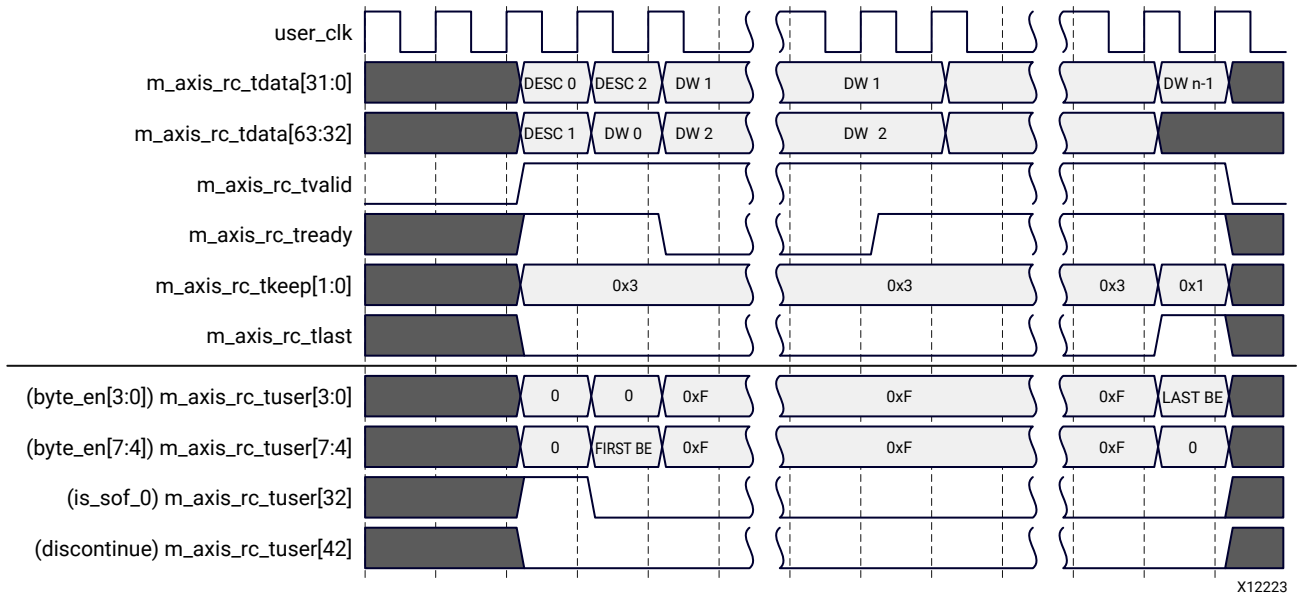 user_clk
m_axis_rc_tdata[31:0] DESC 0 DESC 2 DW 1 DW 1 DW n-1
m_axis_rc_tdata[63:32] DESC 1 DW 0 DW 2 DW 2
m_axis_rc_tvalid
m_axis_rc_tready
m_axis_rc_tkeep[1:0] 0x3 0x3 0x3 0x1
m_axis_rc_tlast
(byte_en[3:0]) m_axis_rc_tuser[3:0] 0 0 0xF 0xF 0xF LAST BE
(byte_en[7:4]) m_axis_rc_tuser[7:4] 0 FIRST BE 0xF 0xF 0xF 0
(is_sof_0) m_axis_rc_tuser[32]
(discontinue) m_axis_rc_tuser[42]
X12223